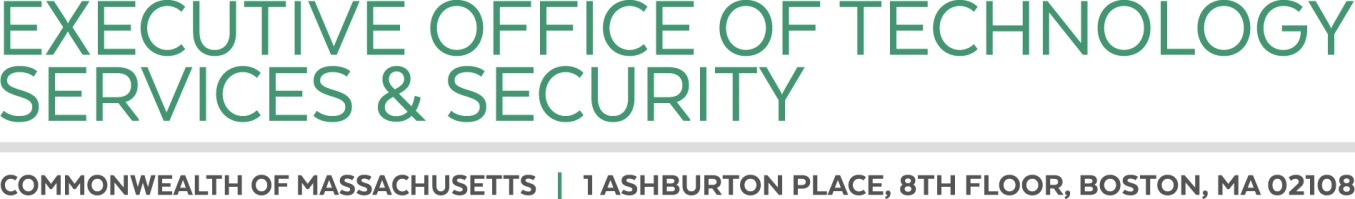 EXECUTIVE OFFICE OF TECHNOLOGY
SERVICES & SECURITY
COMMONWEALTH OF MASSACHUSETTS | 1 ASHBURTON PLACE, 8TH FLOOR, BOSTON, MA 02108